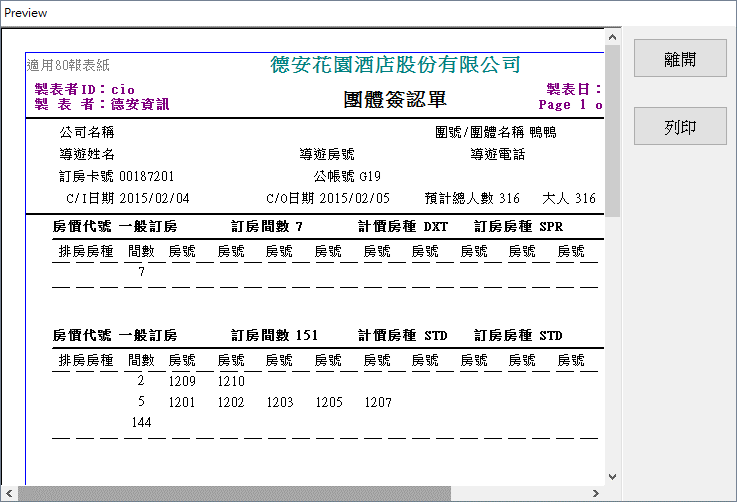 Preview
適用80報表紙
德安花園酒店股份有限公司
離開
製表者ID：cio
製表日：
製 表 者：德安資訊
團體簽認單
Page 1 o
列印
公司名稱
團號/團體名稱 鴨鴨
導遊姓名
導遊房號
導遊電話
訂房卡號 00187201
公帳號 G19
C/I日期 2015/02/04
C/O日期 2015/02/05
預計總人數 316
大人 316
房價代號 一般訂房 訂房間數 7 計價房種 DXT 訂房房種 SPR
排房房種 間數 房號 房號 房號 房號 房號 房號 房號 房號 房號
7
房價代號 一般訂房 訂房間數 151 計價房種 STD 訂房房種 STD
排房房種 間數 房號 房號 房號 房號 房號 房號 房號 房號 房號
2 1209 1210
5 1201 1202 1203 1205 1207
144